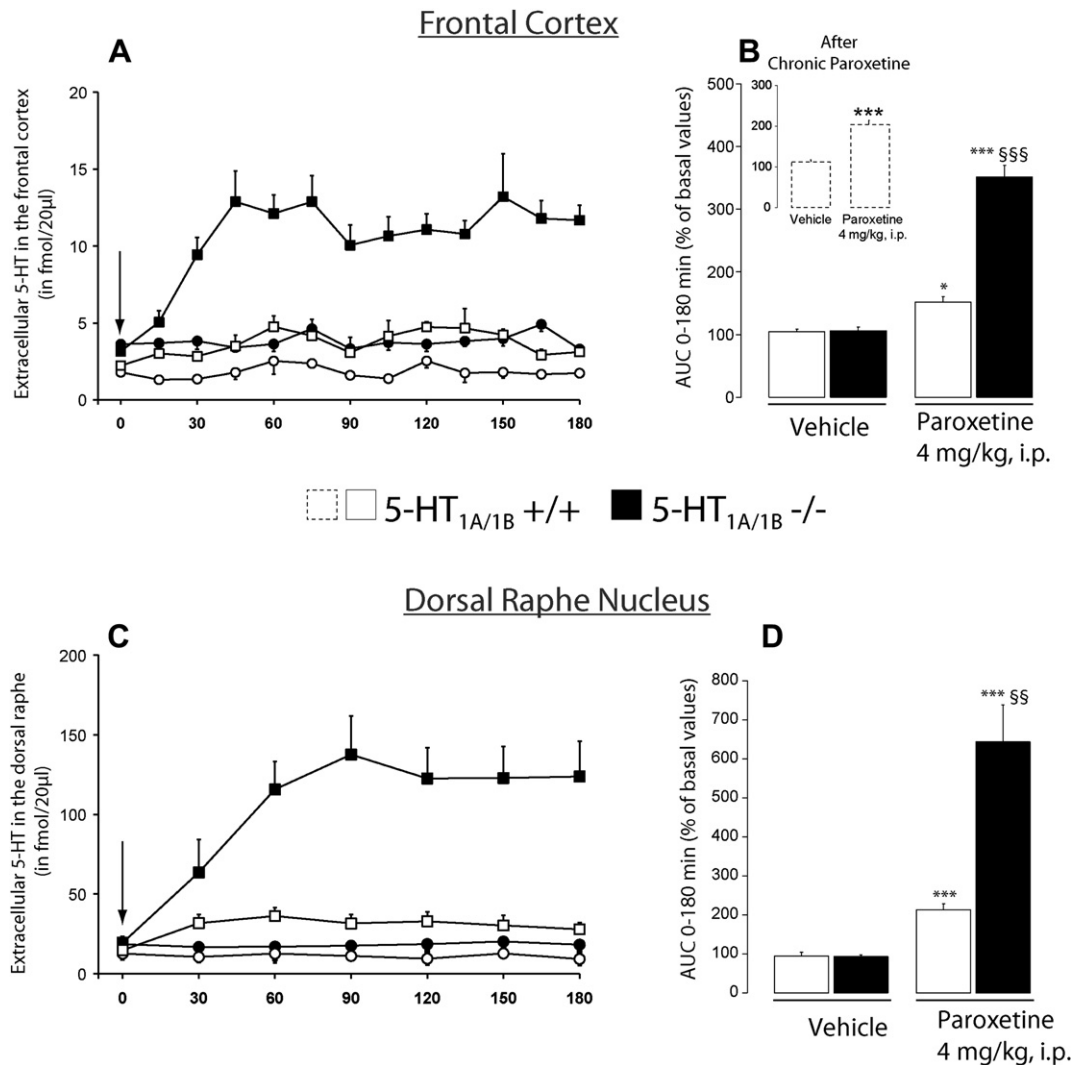 Frontal Cortex
A
Extracellular 5-HT in the frontal cortex
(in fmol/20µl)
20
15
10
5
0
0 30 60 90 120 150 180
B
After
Chronic Paroxetine
AUC 0-180 min (% of basal values)
500
400
300
200
100
0
300
200
100
0
***
Vehicle
Paroxetine
4 mg/kg, i.p.
*
*** §§§
Vehicle
Paroxetine
4 mg/kg, i.p.
5-HT1A/1B +/+
5-HT1A/1B -/-
Dorsal Raphe Nucleus
C
Extracellular 5-HT in the dorsal raphe
(in fmol/20µl)
200
150
100
50
0
0 30 60 90 120 150 180
D
AUC 0-180 min (% of basal values)
800
700
600
500
400
300
200
100
0
***
*** §§
Vehicle
Paroxetine
4 mg/kg, i.p.